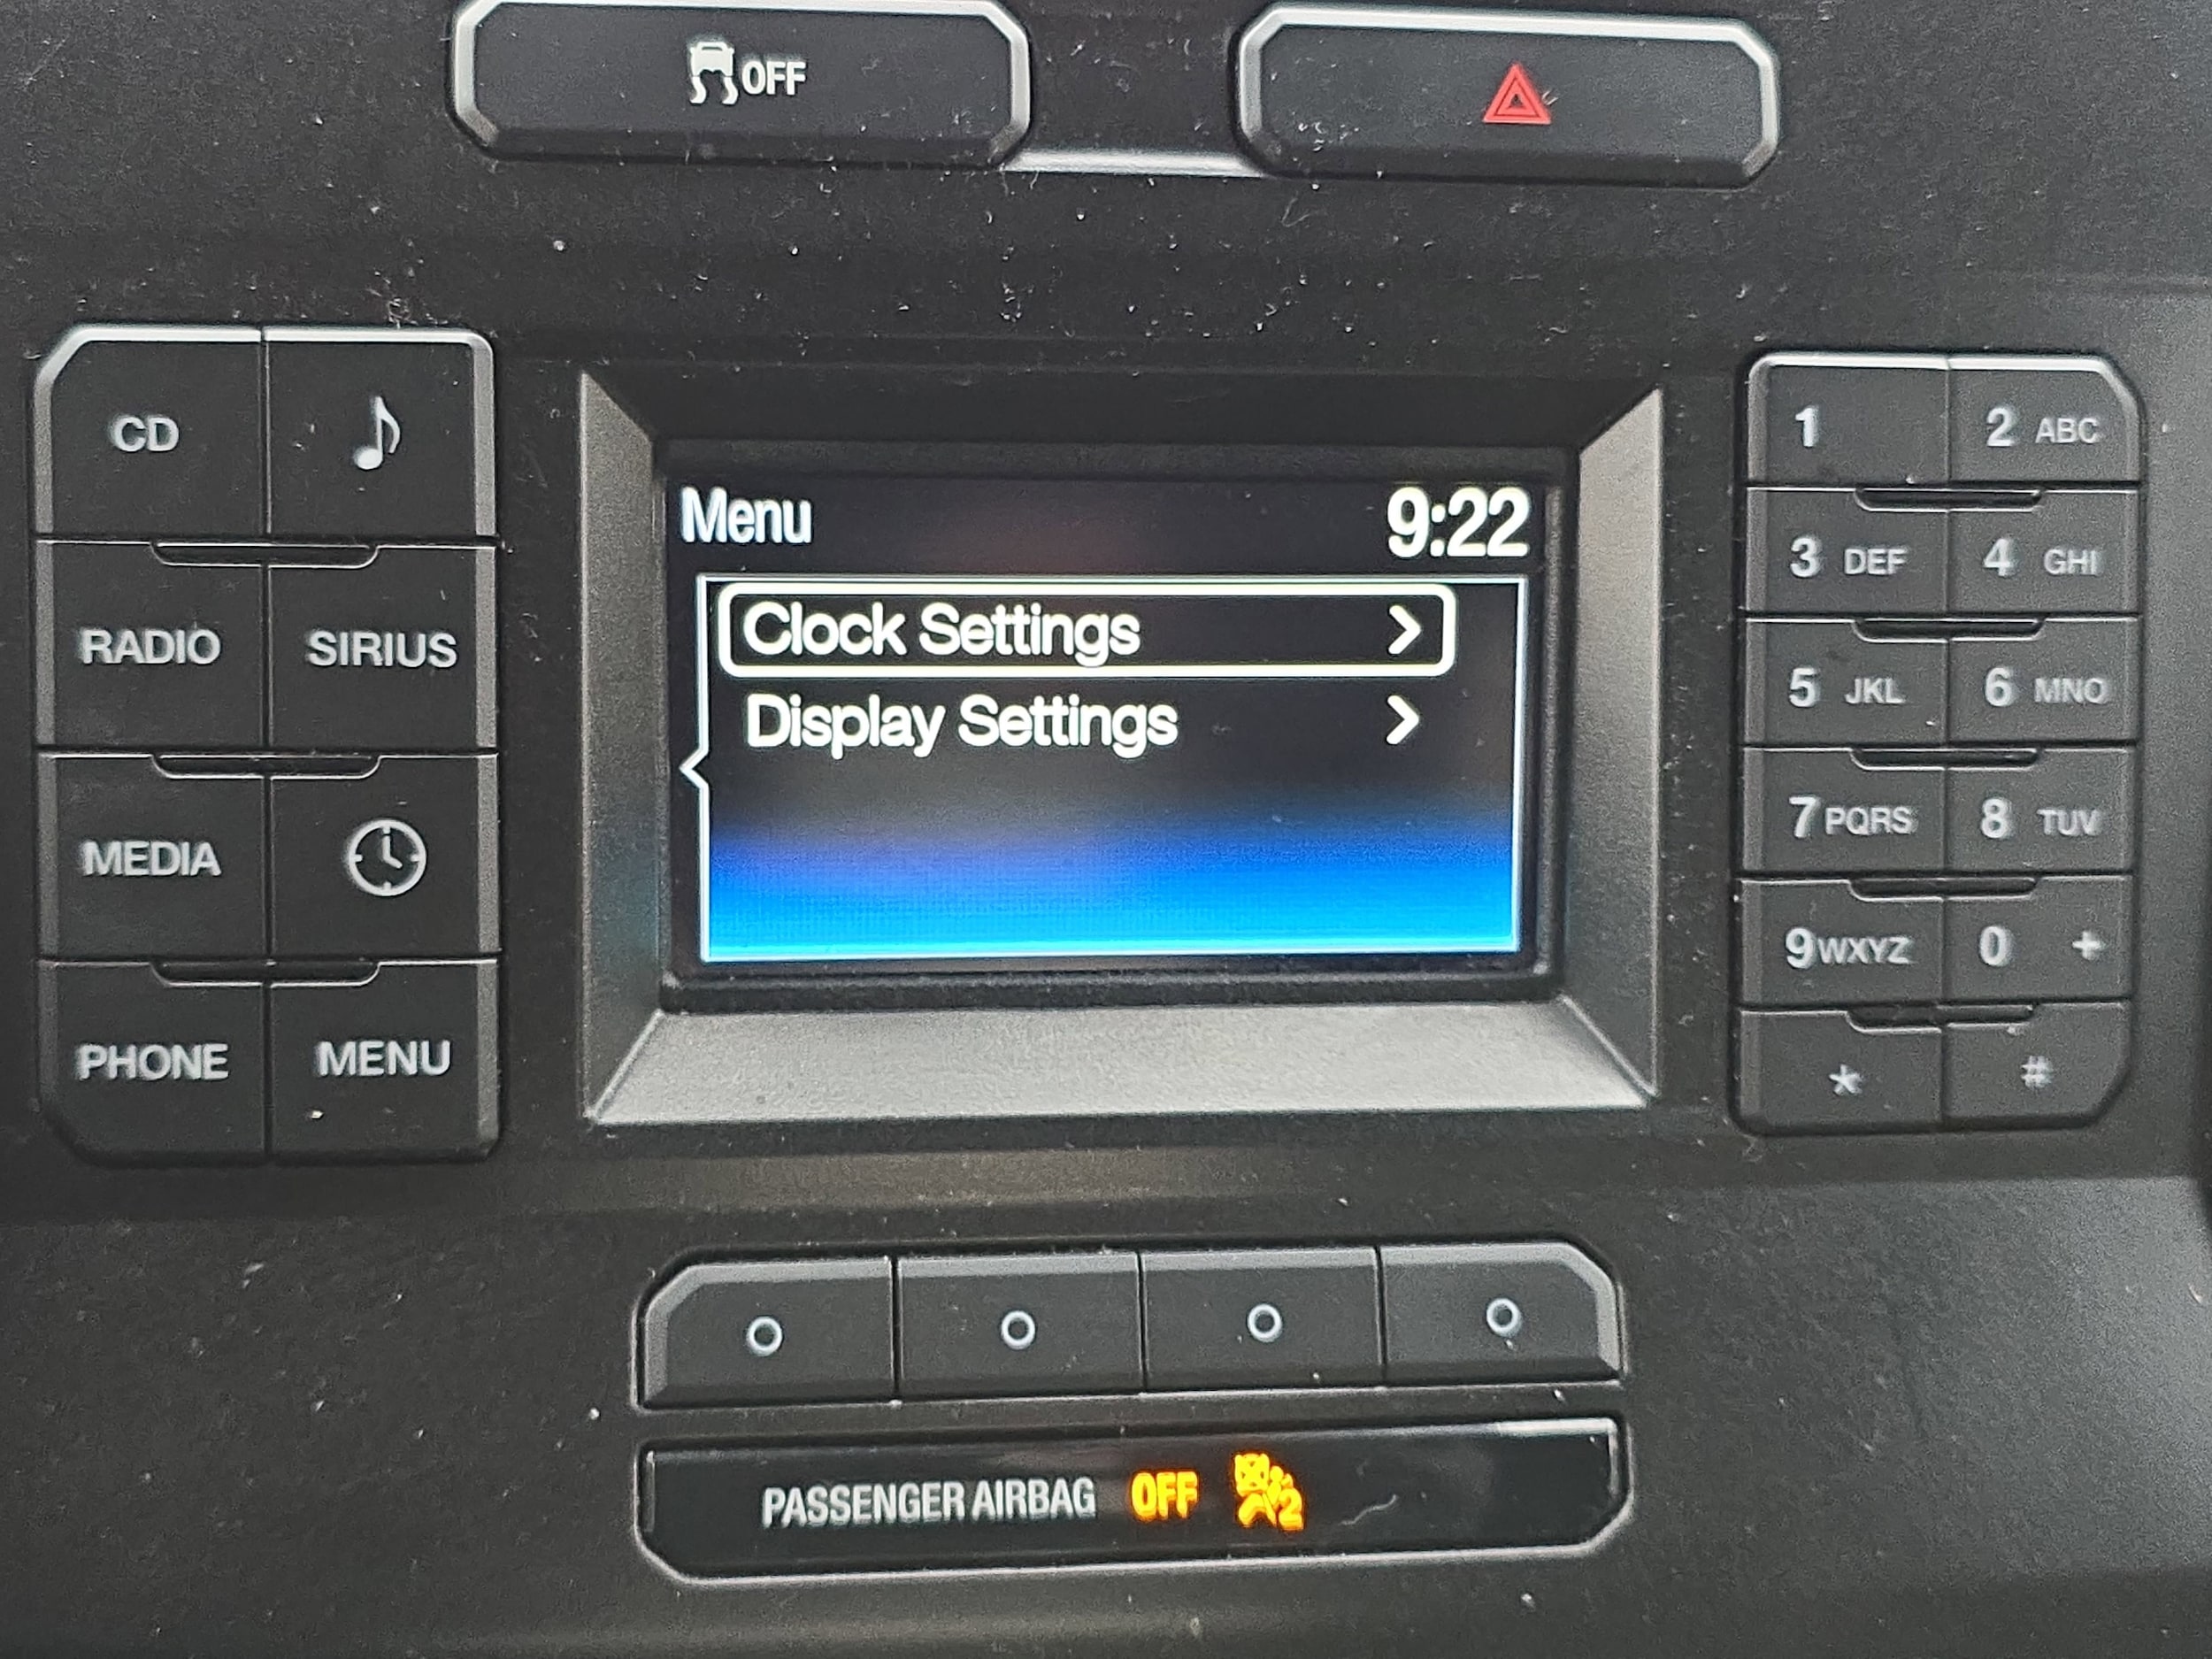 OFF
CD
RADIO SIRIUS
MEDIA
PHONE MENU
Menu 9:22
Clock Settings >
Display Settings >
1 2 ABC
3 DEF 4 GHI
5 JKL 6 MNO
7 PQRS 8 TUV
9 WXYZ 0 +
* #
PASSENGER AIRBAG OFF 2